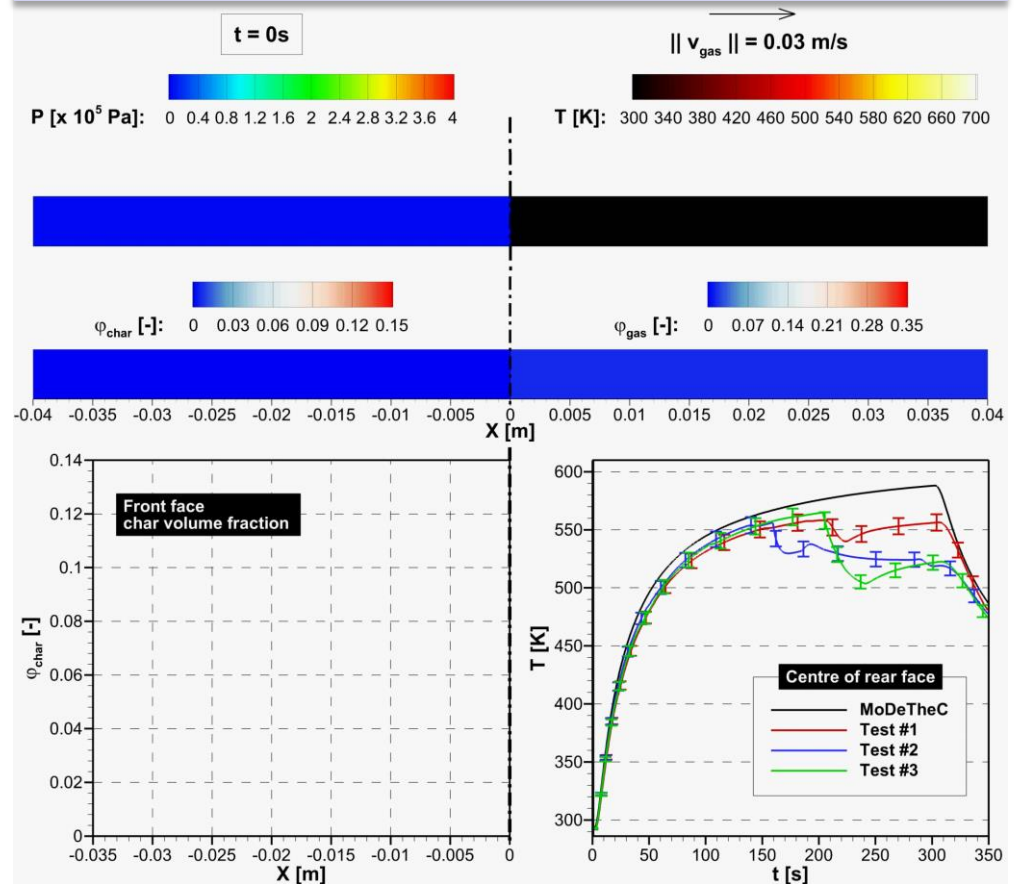 t = 0s
|| v_gas || = 0.03 m/s
P [x 10⁵ Pa]: 0 0.4 0.8 1.2 1.6 2 2.4 2.8 3.2 3.6 4
T [K]: 300 340 380 420 460 500 540 580 620 660 700
φ_char [-]: 0 0.03 0.06 0.09 0.12 0.15
φ_gas [-]: 0 0.07 0.14 0.21 0.28 0.35
-0.04 -0.035 -0.03 -0.025 -0.02 -0.015 -0.01 -0.005 0 0.005 0.01 0.015 0.02 0.025 0.03 0.035 0.04
X [m]
0.14
0.12
0.1
0.08
0.06
0.04
0.02
0
φ_char [-]
Front face
char volume fraction
-0.035 -0.03 -0.025 -0.02 -0.015 -0.01 -0.005 0
X [m]
600
550
500
450
400
350
300
T [K]
Centre of rear face
MoDeTheC
Test #1
Test #2
Test #3
0 50 100 150 200 250 300 350
t [s]